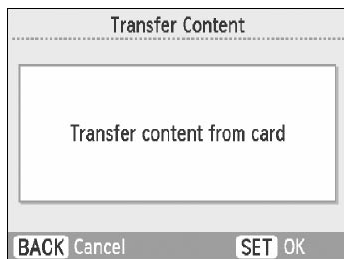 Transfer Content
Transfer content from card
BACK Cancel SET OK